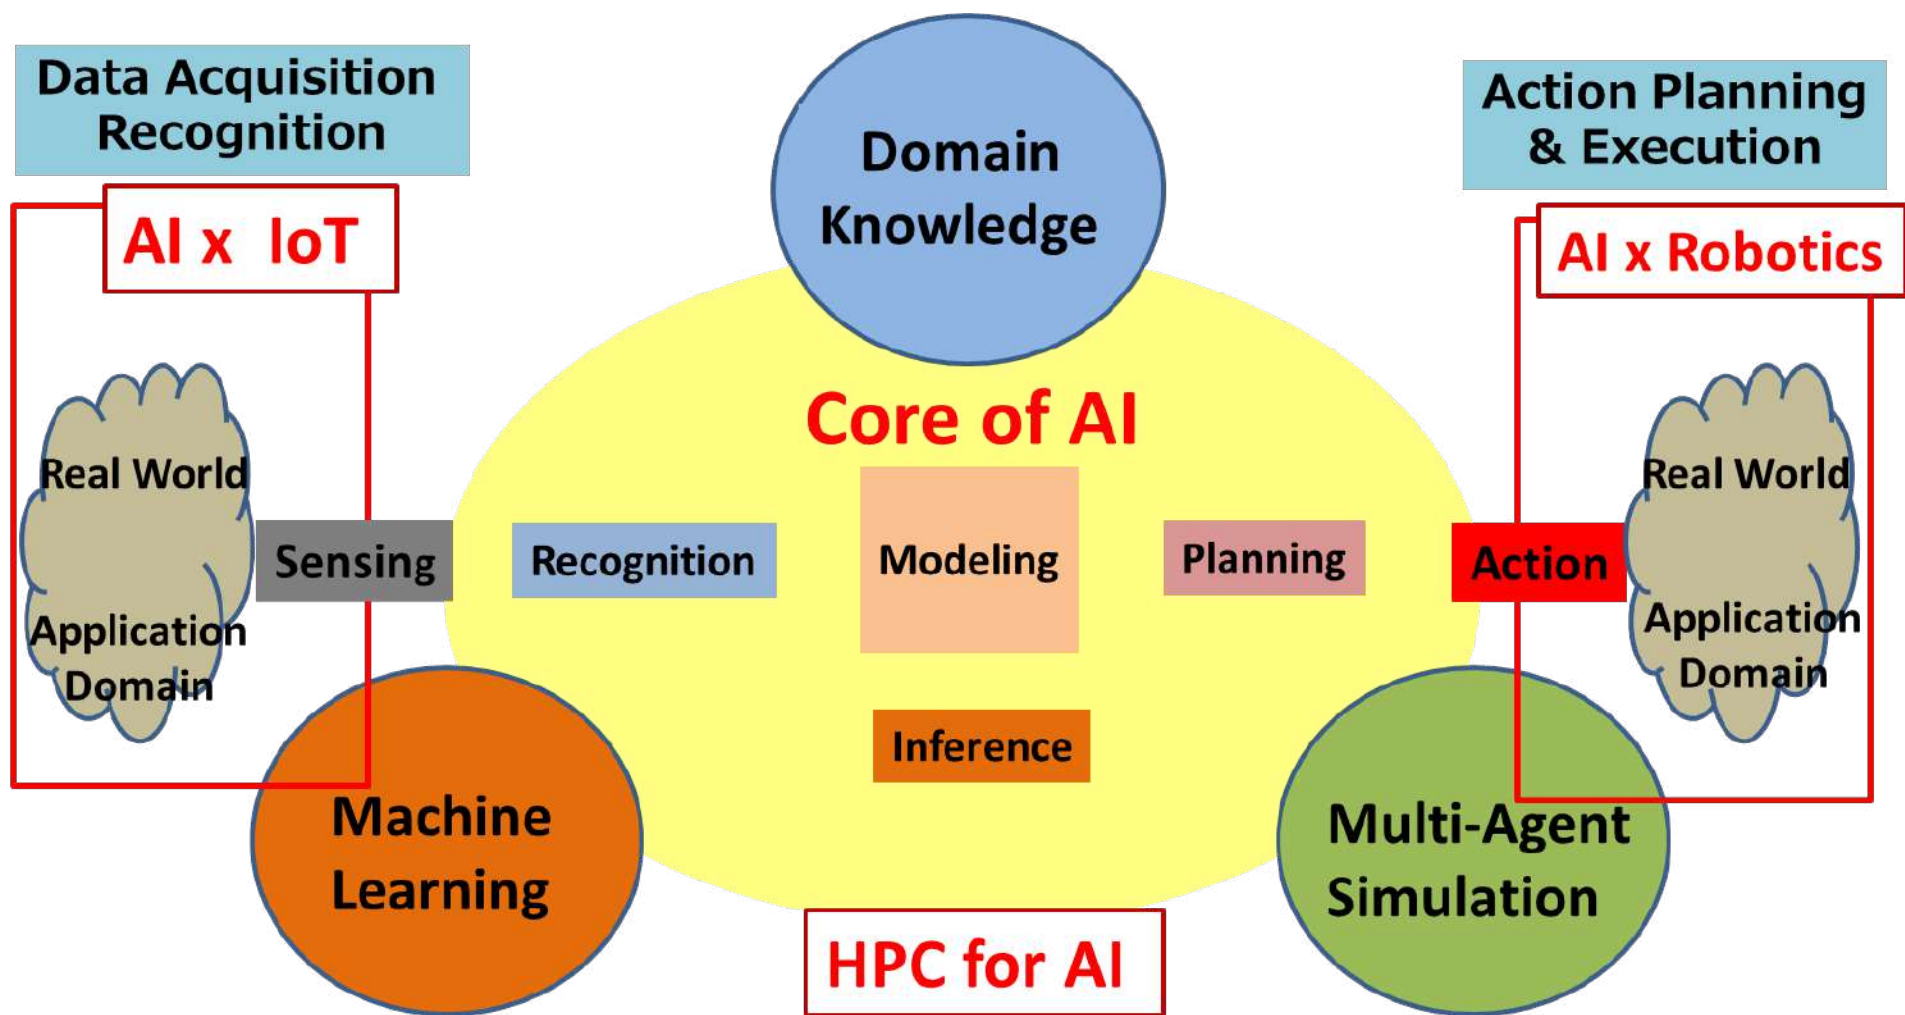 Data Acquisition
Recognition
AI x IoT
Real World
Application
Domain
Sensing
Domain
Knowledge
Core of AI
Recognition
Modeling
Planning
Inference
Machine
Learning
HPC for AI
Multi-Agent
Simulation
Action Planning
& Execution
AI x Robotics
Action
Real World
Application
Domain